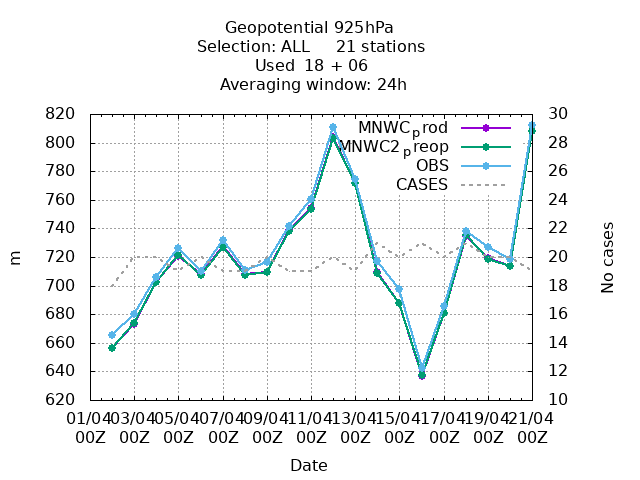 Geopotential 925hPa
Selection: ALL 21 stations
Used 18 + 06
Averaging window: 24h
820 30
800 28
780 26
760 24
740 22
720 20
700 18
680 16
660 14
640 12
620 10
m
No cases
MNWC_prod
MNWC2_preop
OBS
CASES
01/04 03/04 05/04 07/04 09/04 11/04 13/04 15/04 17/04 19/04 21/04
00Z 00Z 00Z 00Z 00Z 00Z 00Z 00Z 00Z 00Z 00Z
Date